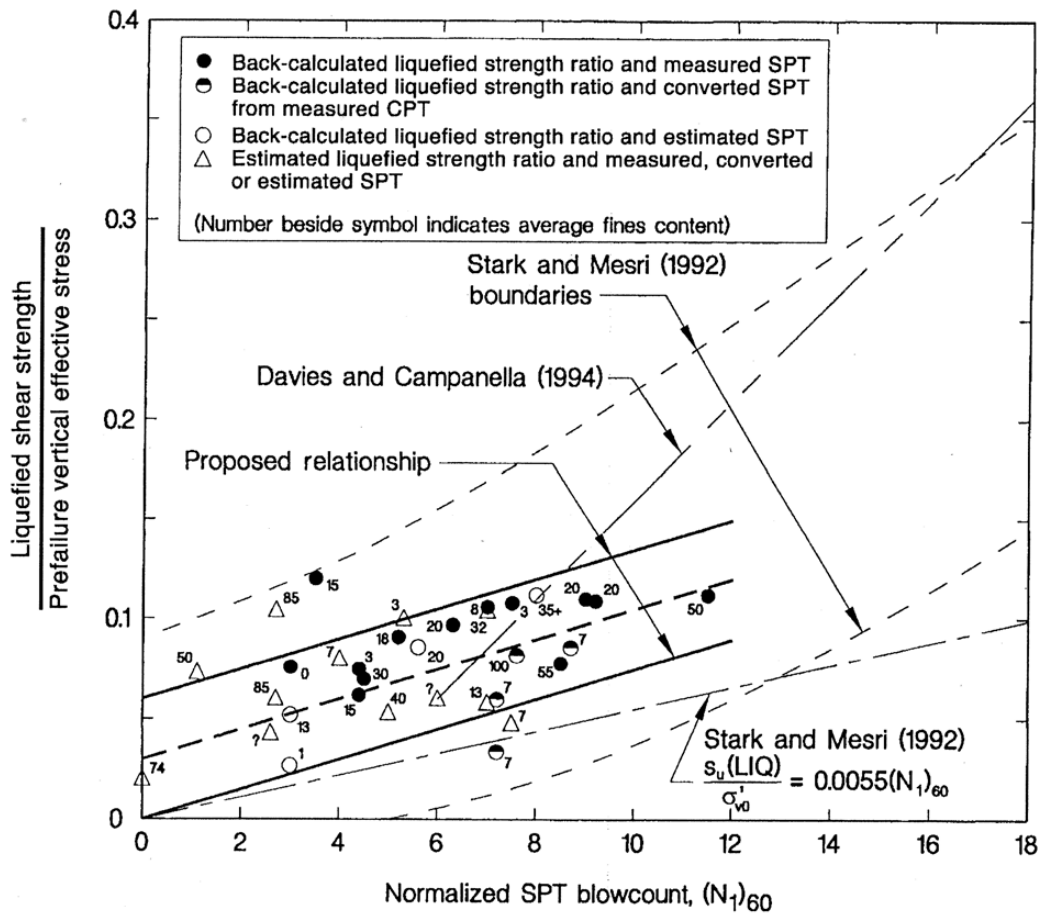 0.4
Back-calculated liquefied strength ratio and measured SPT
Back-calculated liquefied strength ratio and converted SPT
from measured CPT
Back-calculated liquefied strength ratio and estimated SPT
Estimated liquefied strength ratio and measured, converted
or estimated SPT
(Number beside symbol indicates average fines content)
0.3
Stark and Mesri (1992)
boundaries
Liquefied shear strength
Prefailure vertical effective stress
Davies and Campanella (1994)
0.2
Proposed relationship
15
85
3
8
32
3
35+
20
20
50
0.1
50
7
18
20
20
0
3
30
100
7
55
85
15
40
?
13
7
7
13
?
1
7
74
Stark and Mesri (1992)
su(LIQ)
σ'v0
= 0.0055(N1)60
0
0
2
4
6
8
10
12
14
16
18
Normalized SPT blowcount, (N1)60